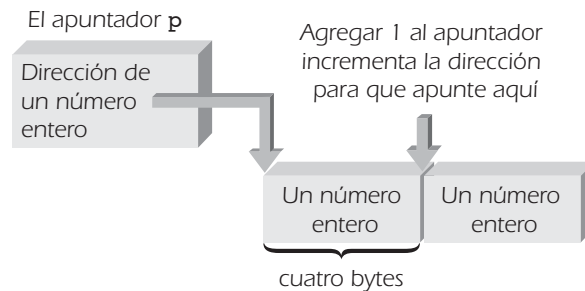 El apuntador p
Dirección de
un número
entero
Agregar 1 al apuntador
incrementa la dirección
para que apunte aquí
Un número
entero
Un número
entero
cuatro bytes